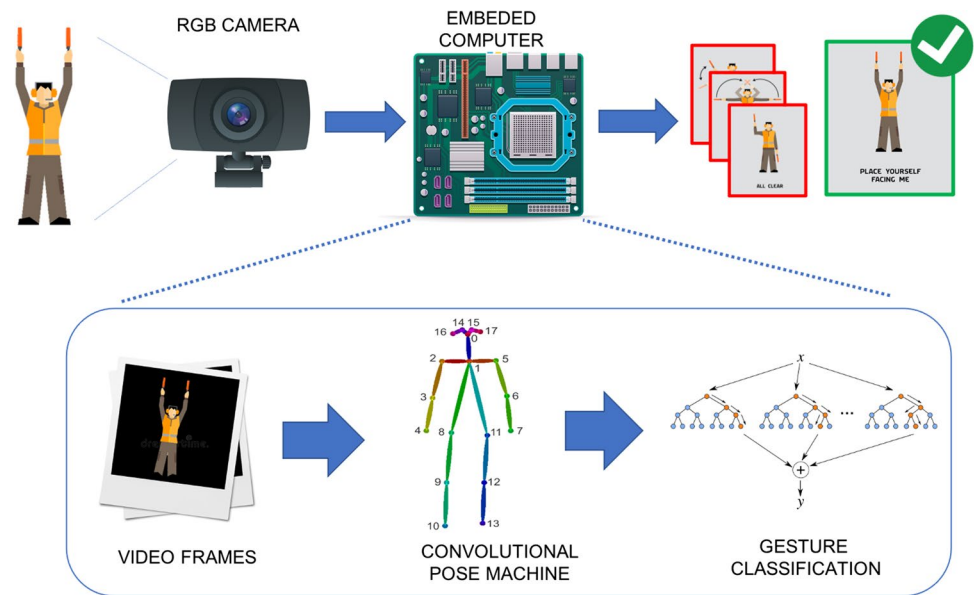 RGB CAMERA
EMBEDED
COMPUTER
ALL CLEAR
PLACE YOURSELF
FACING ME
14 15
16 17
0
2 5
1
3 6
4 8 11 7
9 12
10 13
x
...
+
y
VIDEO FRAMES
CONVOLUTIONAL
POSE MACHINE
GESTURE
CLASSIFICATION